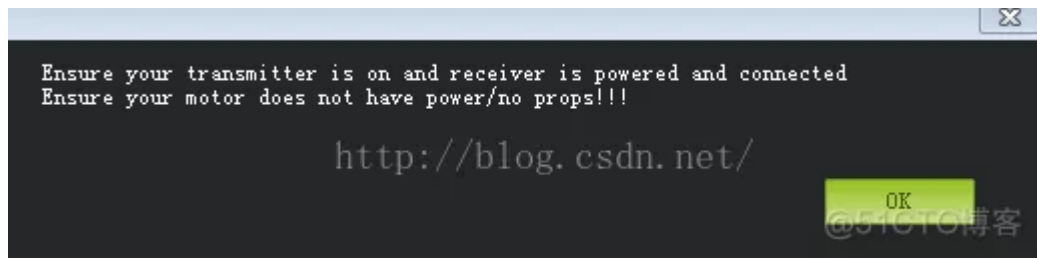 Ensure your transmitter is on and receiver is powered and connected
Ensure your motor does not have power/no props!!!
http://blog.csdn.net/
OK
@51CTO博客